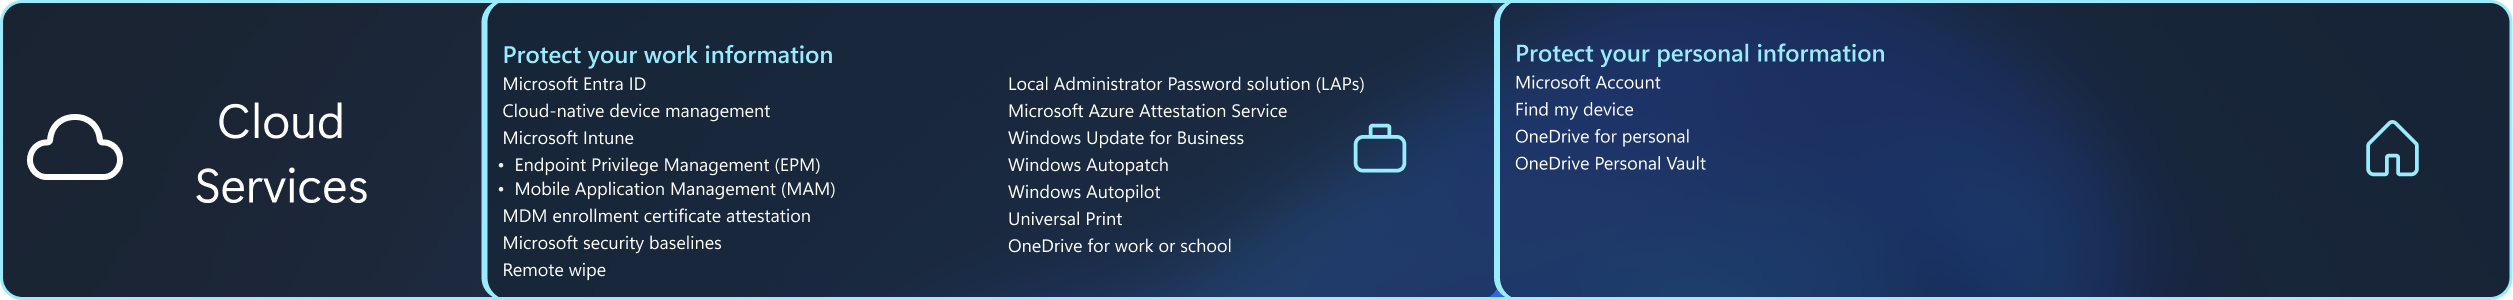 Cloud
Services
Protect your work information
Microsoft Entra ID
Cloud-native device management
Microsoft Intune
• Endpoint Privilege Management (EPM)
• Mobile Application Management (MAM)
MDM enrollment certificate attestation
Microsoft security baselines
Remote wipe
Local Administrator Password solution (LAPs)
Microsoft Azure Attestation Service
Windows Update for Business
Windows Autopatch
Windows Autopilot
Universal Print
OneDrive for work or school
Protect your personal information
Microsoft Account
Find my device
OneDrive for personal
OneDrive Personal Vault